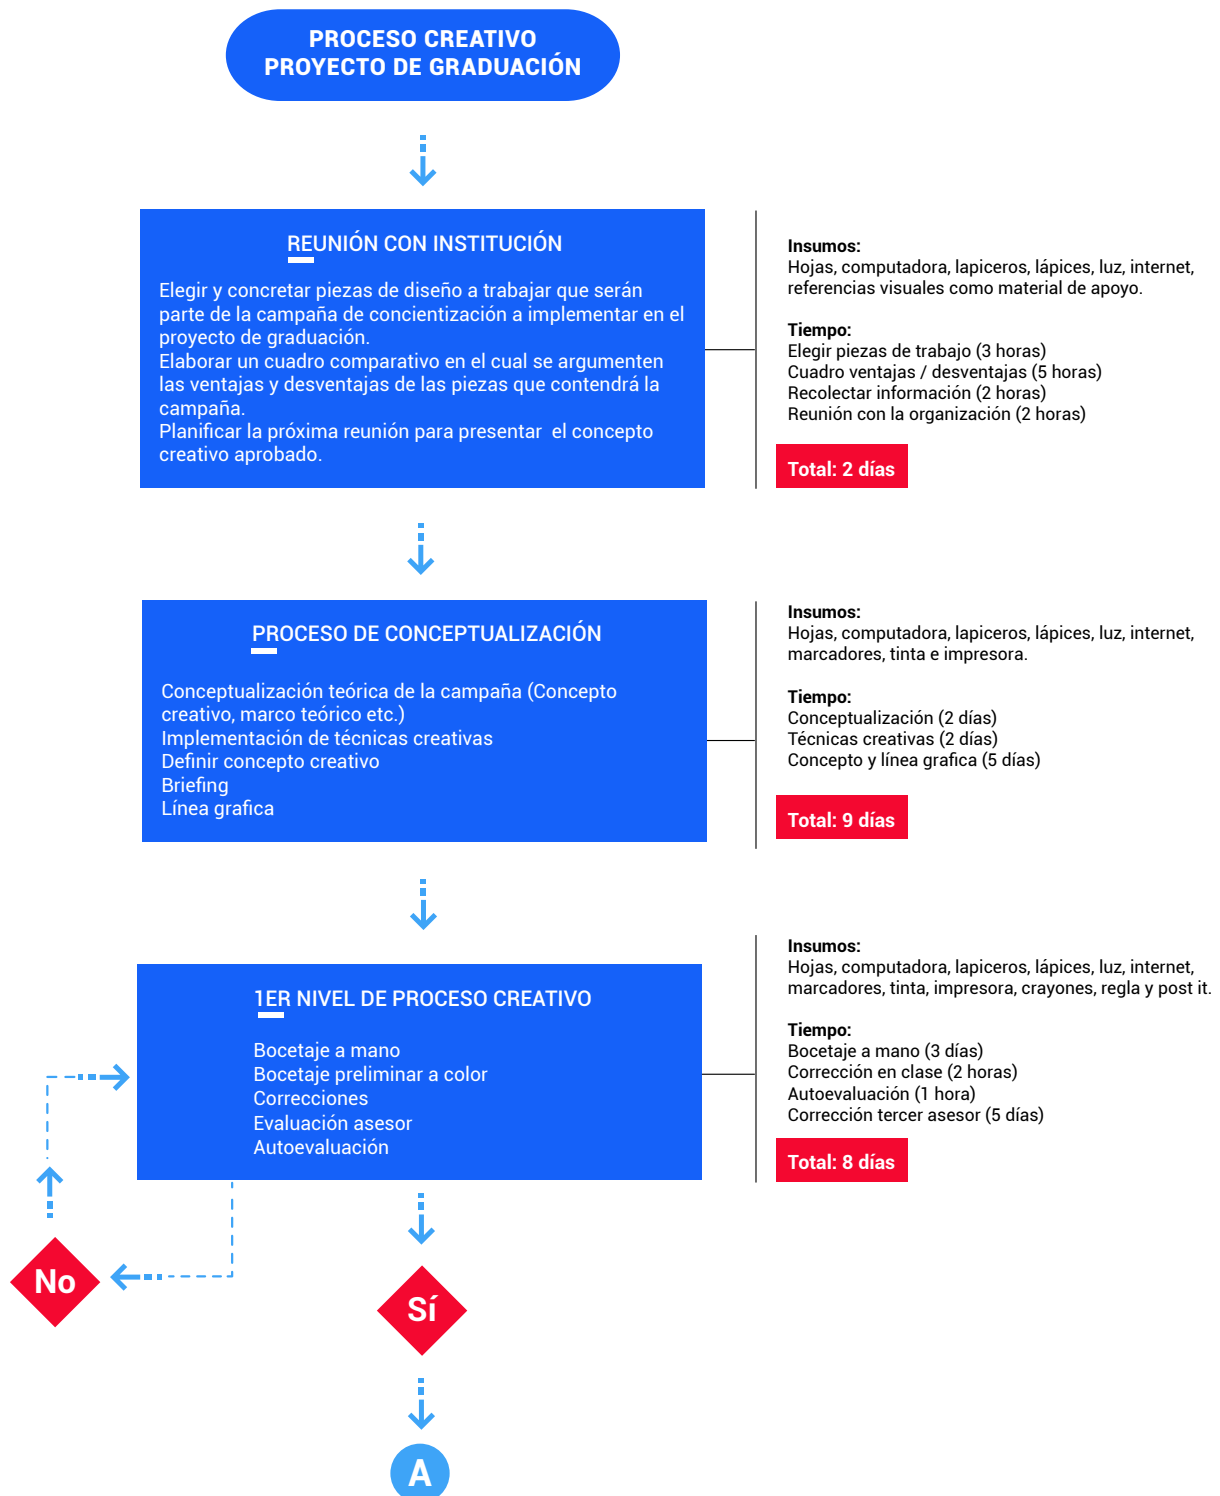 PROCESO CREATIVO
PROYECTO DE GRADUACIÓN
REUNIÓN CON INSTITUCIÓN
Elegir y concretar piezas de diseño a trabajar que serán
parte de la campaña de concientización a implementar en el
proyecto de graduación.
Elaborar un cuadro comparativo en el cual se argumenten
las ventajas y desventajas de las piezas que contendrá la
campaña.
Planificar la próxima reunión para presentar el concepto
creativo aprobado.
Insumos:
Hojas, computadora, lapiceros, lápices, luz, internet,
referencias visuales como material de apoyo.
Tiempo:
Elegir piezas de trabajo (3 horas)
Cuadro ventajas / desventajas (5 horas)
Recolectar información (2 horas)
Reunión con la organización (2 horas)
Total: 2 días
PROCESO DE CONCEPTUALIZACIÓN
Conceptualización teórica de la campaña (Concepto
creativo, marco teórico etc.)
Implementación de técnicas creativas
Definir concepto creativo
Briefing
Línea grafica
Insumos:
Hojas, computadora, lapiceros, lápices, luz, internet,
marcadores, tinta e impresora.
Tiempo:
Conceptualización (2 días)
Técnicas creativas (2 días)
Concepto y línea grafica (5 días)
Total: 9 días
1ER NIVEL DE PROCESO CREATIVO
Bocetaje a mano
Bocetaje preliminar a color
Correcciones
Evaluación asesor
Autoevaluación
Insumos:
Hojas, computadora, lapiceros, lápices, luz, internet,
marcadores, tinta, impresora, crayones, regla y post it.
Tiempo:
Bocetaje a mano (3 días)
Corrección en clase (2 horas)
Autoevaluación (1 hora)
Corrección tercer asesor (5 días)
Total: 8 días
No
Sí
A